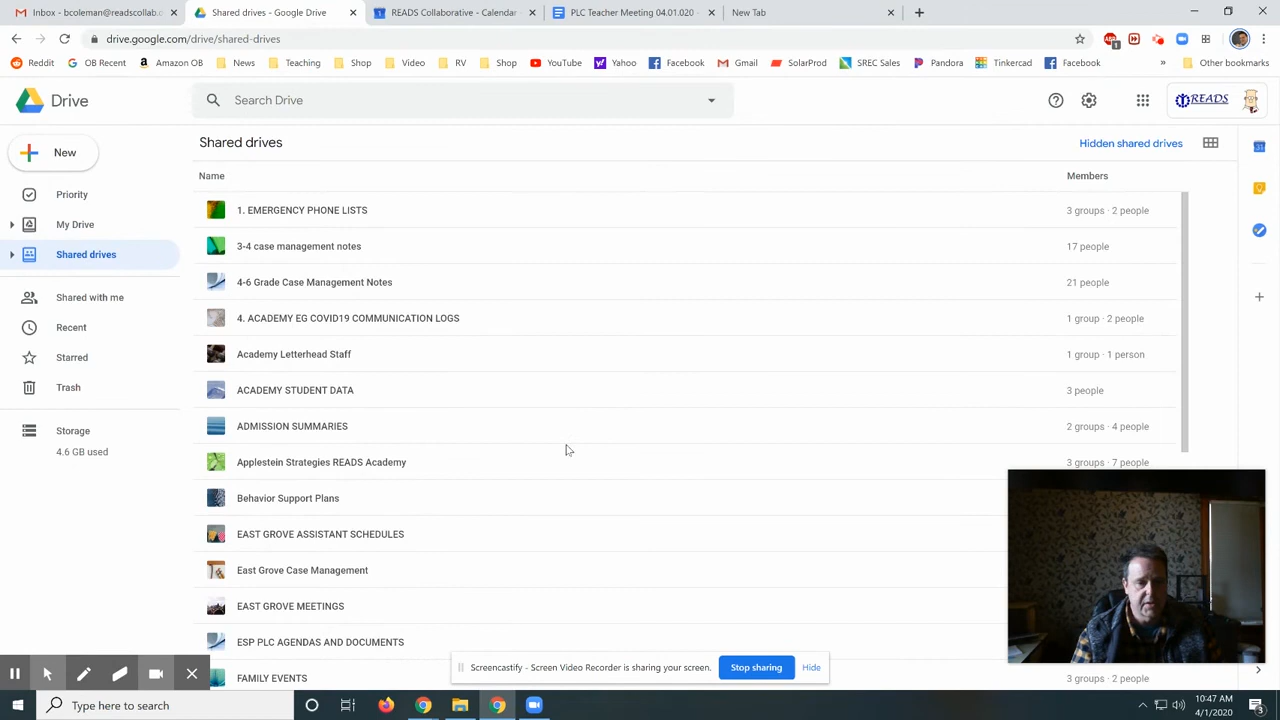 Inbox - bcoleman@readscollab.o
Shared drives - Google Drive
READS Collaborative - Calendar
PLC Teacher Meeting 04.01.020
New Tab
drive.google.com/drive/shared-drives
Reddit
OB Recent
Amazon OB
News
Teaching
Shop
Video
RV
Shop
YouTube
Yahoo
Facebook
Gmail
SolarProd
SREC Sales
Pandora
Tinkercad
Facebook
»
Other bookmarks
Drive
Search Drive
READS
New
Shared drives
Hidden shared drives
Name
Members
Priority
My Drive
Shared drives
Shared with me
Recent
Starred
Trash
Storage
4.6 GB used
1. EMERGENCY PHONE LISTS
3 groups · 2 people
3-4 case management notes
17 people
4-6 Grade Case Management Notes
21 people
4. ACADEMY EG COVID19 COMMUNICATION LOGS
1 group · 2 people
Academy Letterhead Staff
1 group · 1 person
ACADEMY STUDENT DATA
3 people
ADMISSION SUMMARIES
2 groups · 4 people
Applestein Strategies READS Academy
3 groups · 7 people
Behavior Support Plans
EAST GROVE ASSISTANT SCHEDULES
East Grove Case Management
EAST GROVE MEETINGS
ESP PLC AGENDAS AND DOCUMENTS
FAMILY EVENTS
3 groups · 2 people
Screencastify - Screen Video Recorder is sharing your screen.
Stop sharing
Hide
Type here to search
10:47 AM
4/1/2020
3